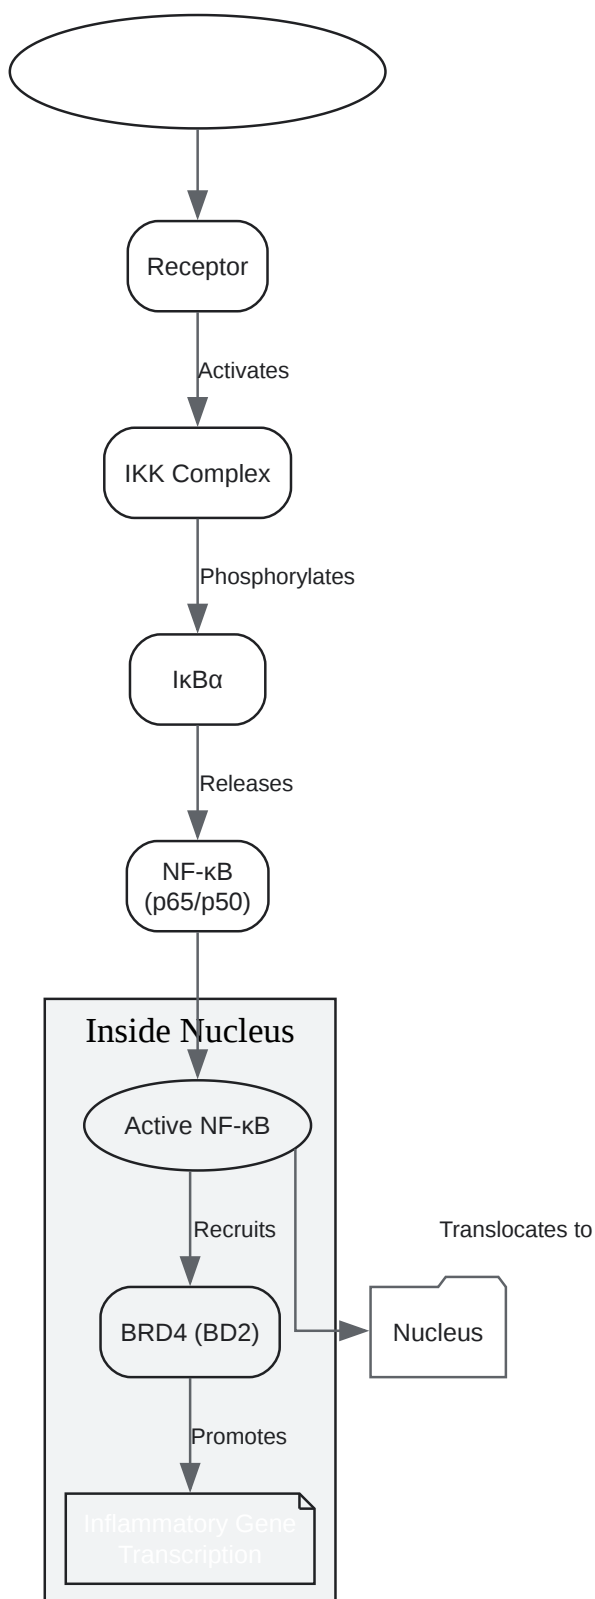 Receptor
Activates
IKK Complex
Phosphorylates
IκBα
Releases
NF-κB
(p65/p50)
Inside Nucleus
Active NF-κB
Recruits
Translocates to
BRD4 (BD2)
Nucleus
Promotes
Inflammatory Gene
Transcription